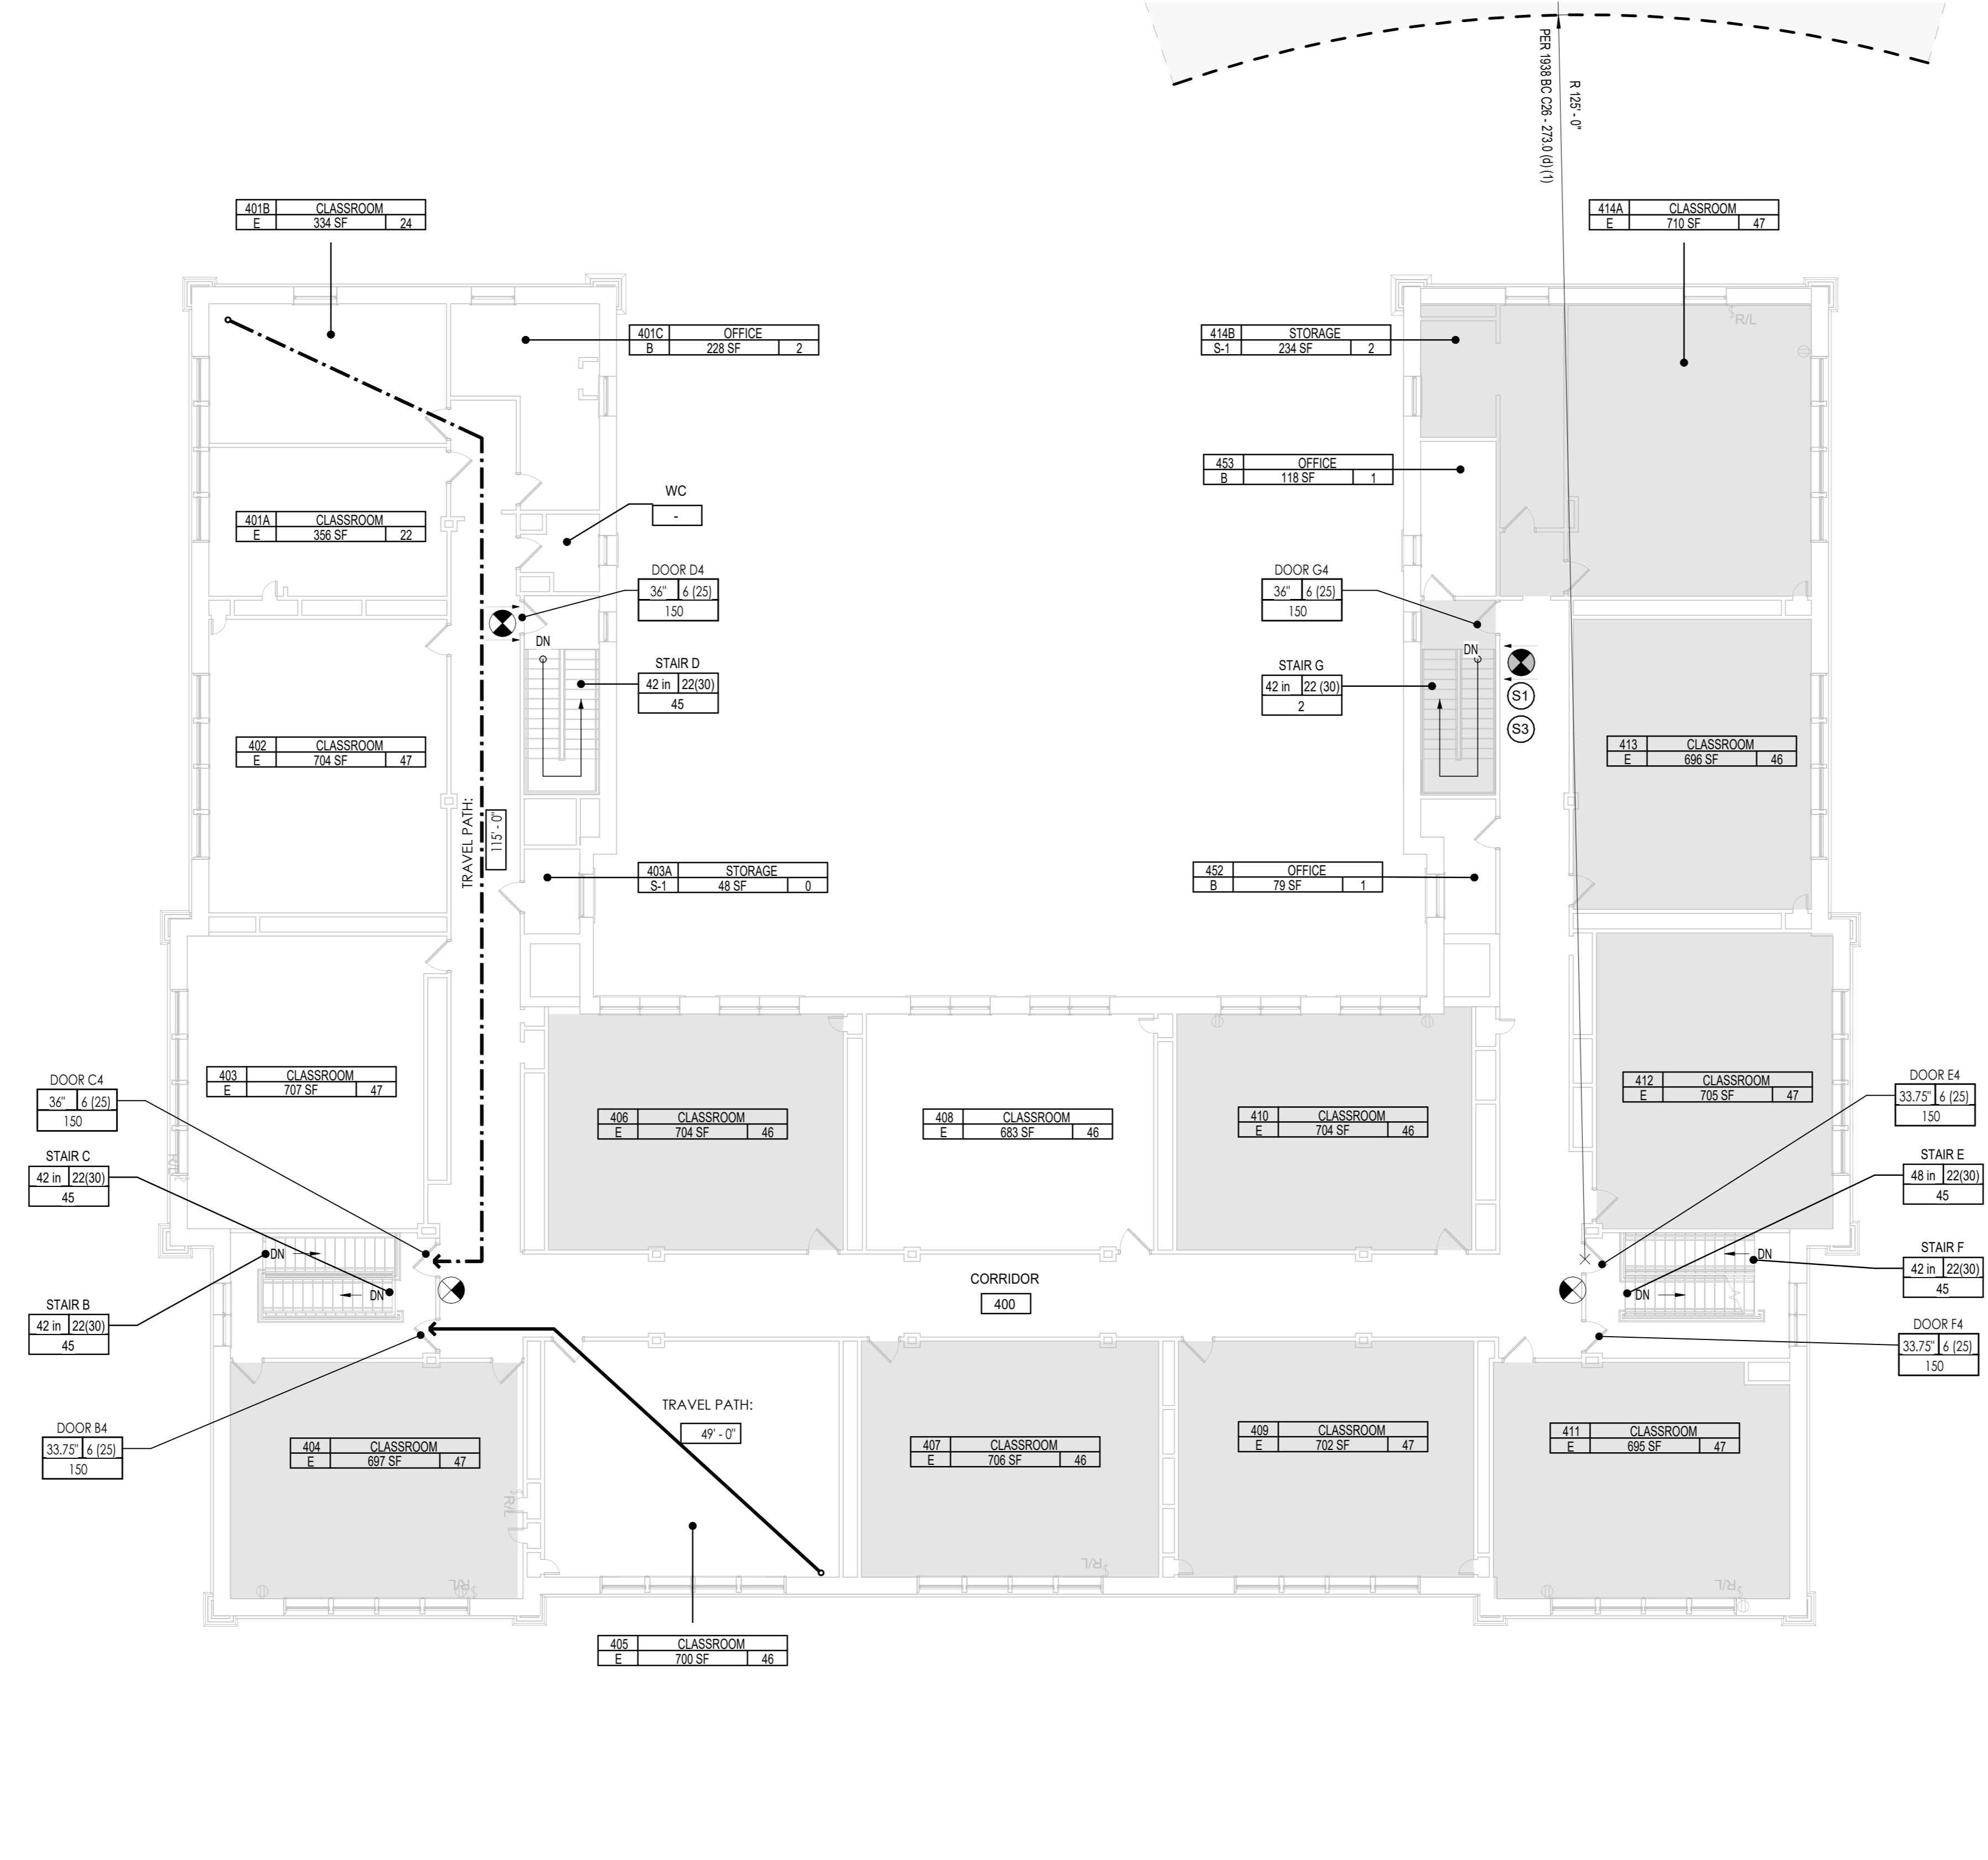 PER 1938 BC C26 - 273.0 (d) (1)
R 125' - 0"
401B CLASSROOM
E 334 SF 24
414A CLASSROOM
E 710 SF 47
R/L
401C OFFICE
B 228 SF 2
414B STORAGE
S-1 234 SF 2
453 OFFICE
B 118 SF 1
WC
-
401A CLASSROOM
E 356 SF 22
DOOR D4
36" 6 (25)
150
DOOR G4
36" 6 (25)
150
DN
DN
STAIR D
42 in 22(30)
45
STAIR G
42 in 22 (30)
2
S1
S3
402 CLASSROOM
E 704 SF 47
413 CLASSROOM
E 696 SF 46
TRAVEL PATH:
115' - 0"
403A STORAGE
S-1 48 SF 0
452 OFFICE
B 79 SF 1
403 CLASSROOM
E 707 SF 47
DOOR C4
36" 6 (25)
150
412 CLASSROOM
E 705 SF 47
DOOR E4
33.75" 6 (25)
150
406 CLASSROOM
E 704 SF 46
408 CLASSROOM
E 683 SF 46
410 CLASSROOM
E 704 SF 46
R/L
STAIR C
42 in 22(30)
45
STAIR E
48 in 22(30)
45
DN
DN
DN
DN
STAIR F
42 in 22(30)
45
CORRIDOR
400
STAIR B
42 in 22(30)
45
DOOR F4
33.75" 6 (25)
150
TRAVEL PATH:
49' - 0"
DOOR B4
33.75" 6 (25)
150
404 CLASSROOM
E 697 SF 47
407 CLASSROOM
E 706 SF 46
409 CLASSROOM
E 702 SF 47
411 CLASSROOM
E 695 SF 47
R/L
R/L
R/L
R/L
405 CLASSROOM
E 700 SF 46